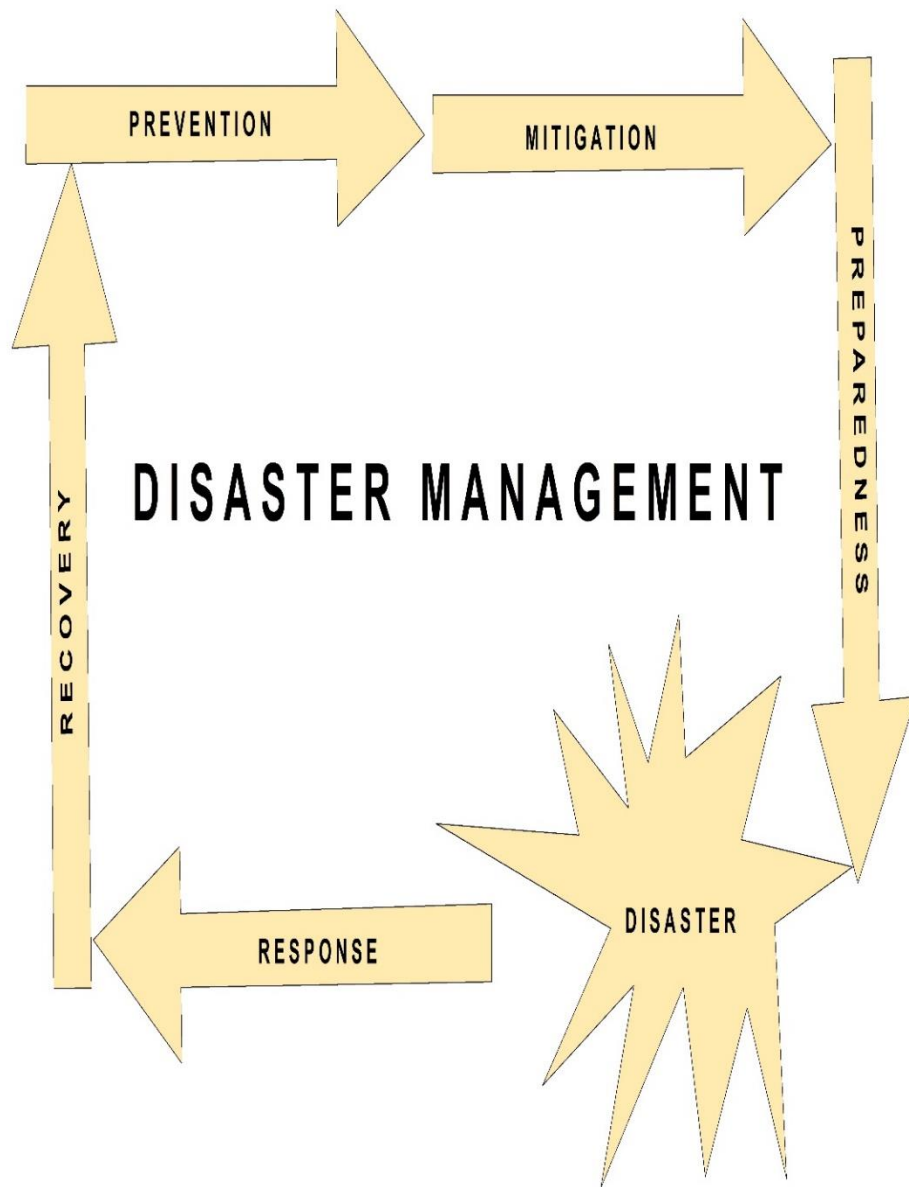 PREVENTION
MITIGATION
PREPAREDNESS
DISASTER MANAGEMENT
RECOVERY
DISASTER
RESPONSE